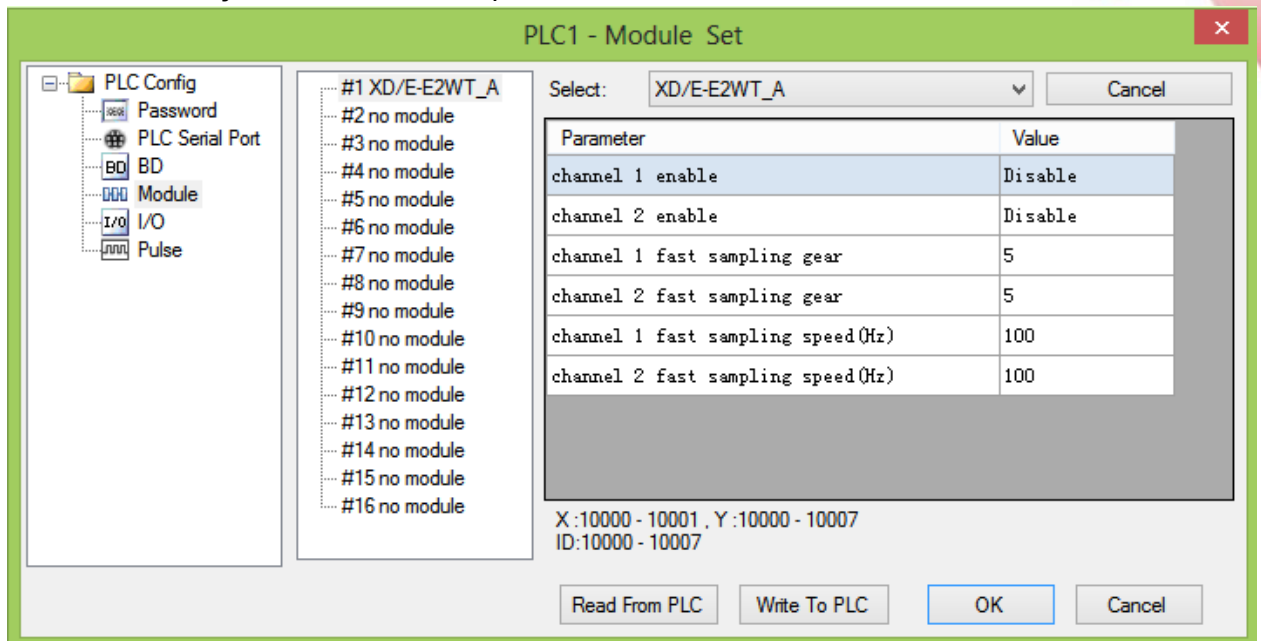 PLC1 - Module Set
PLC Config
Password
PLC Serial Port
BD BD
Module
I/O I/O
Pulse
#1 XD/E-E2WT_A
#2 no module
#3 no module
#4 no module
#5 no module
#6 no module
#7 no module
#8 no module
#9 no module
#10 no module
#11 no module
#12 no module
#13 no module
#14 no module
#15 no module
#16 no module
Select: XD/E-E2WT_A Cancel
Parameter Value
channel 1 enable Disable
channel 2 enable Disable
channel 1 fast sampling gear 5
channel 2 fast sampling gear 5
channel 1 fast sampling speed(Hz) 100
channel 2 fast sampling speed(Hz) 100
X :10000 - 10001 , Y :10000 - 10007
ID:10000 - 10007
Read From PLC Write To PLC OK Cancel